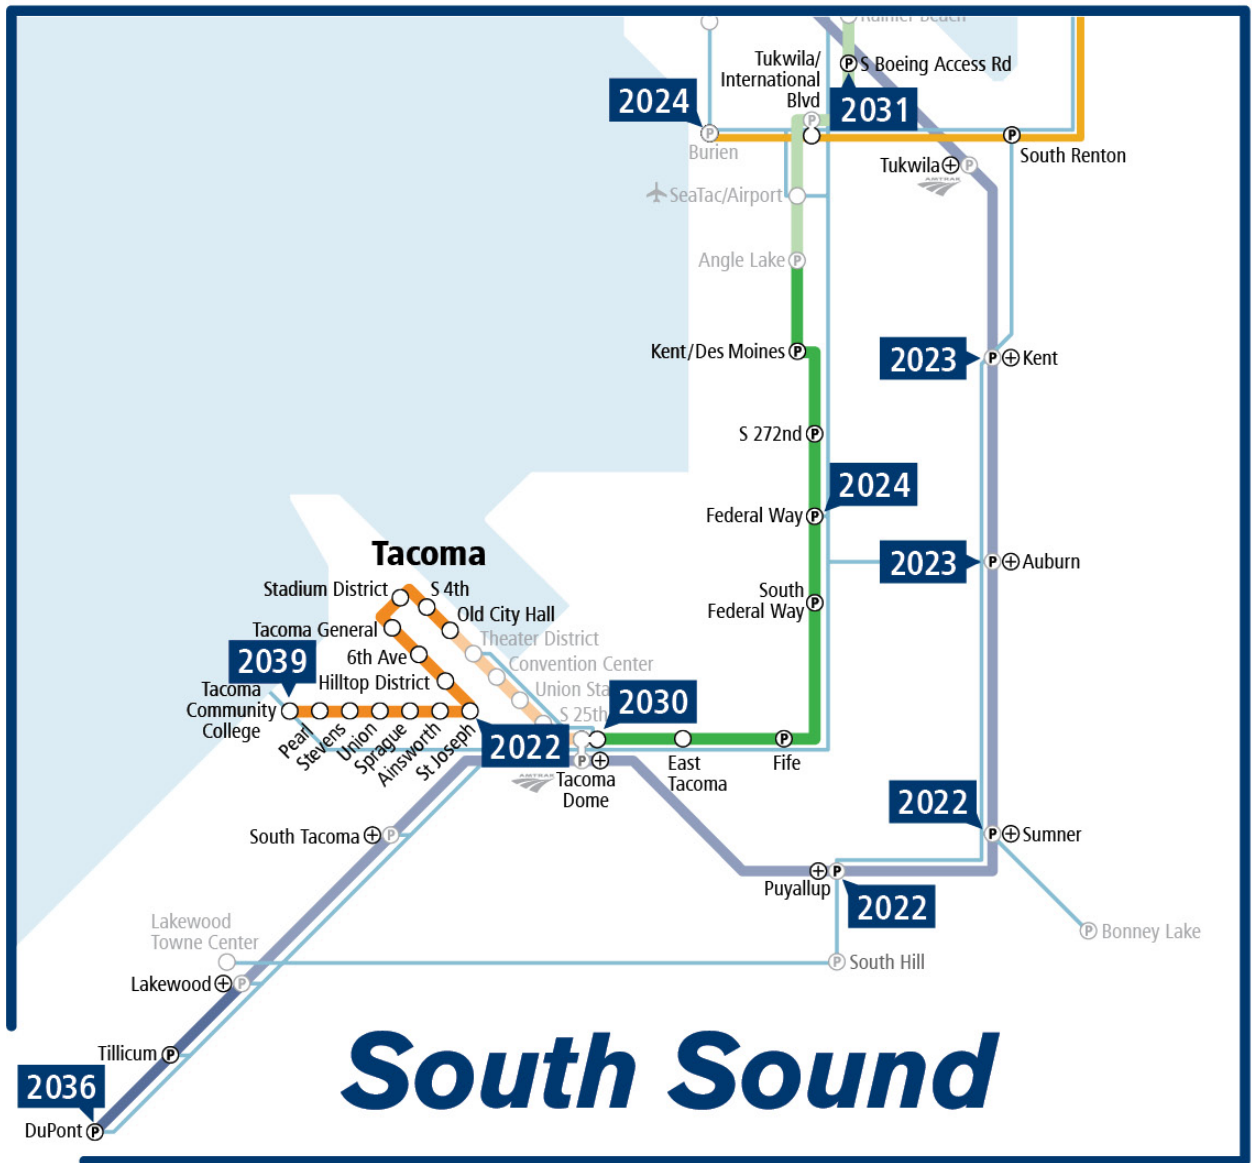 Rainier Beach
Tukwila/
International
Blvd
S Boeing Access Rd
2024
2031
Burien
South Renton
Tukwila
AMTRAK
SeaTac/Airport
Angle Lake
Kent/Des Moines
2023
Kent
S 272nd
2024
Federal Way
2023
Auburn
South
Federal Way
Tacoma
Stadium District
S 4th
Old City Hall
Tacoma General
Theater District
6th Ave
Convention Center
2039
Hilltop District
Union Sta
Tacoma
Community
College
S 25th
2030
Pearl
Stevens
Union
Sprague
Ainsworth
St Joseph
2022
AMTRAK
Tacoma
Dome
East
Tacoma
Fife
2022
South Tacoma
Sumner
Puyallup
2022
Lakewood
Towne Center
Bonney Lake
South Hill
Lakewood
Tillicum
2036
DuPont
South Sound